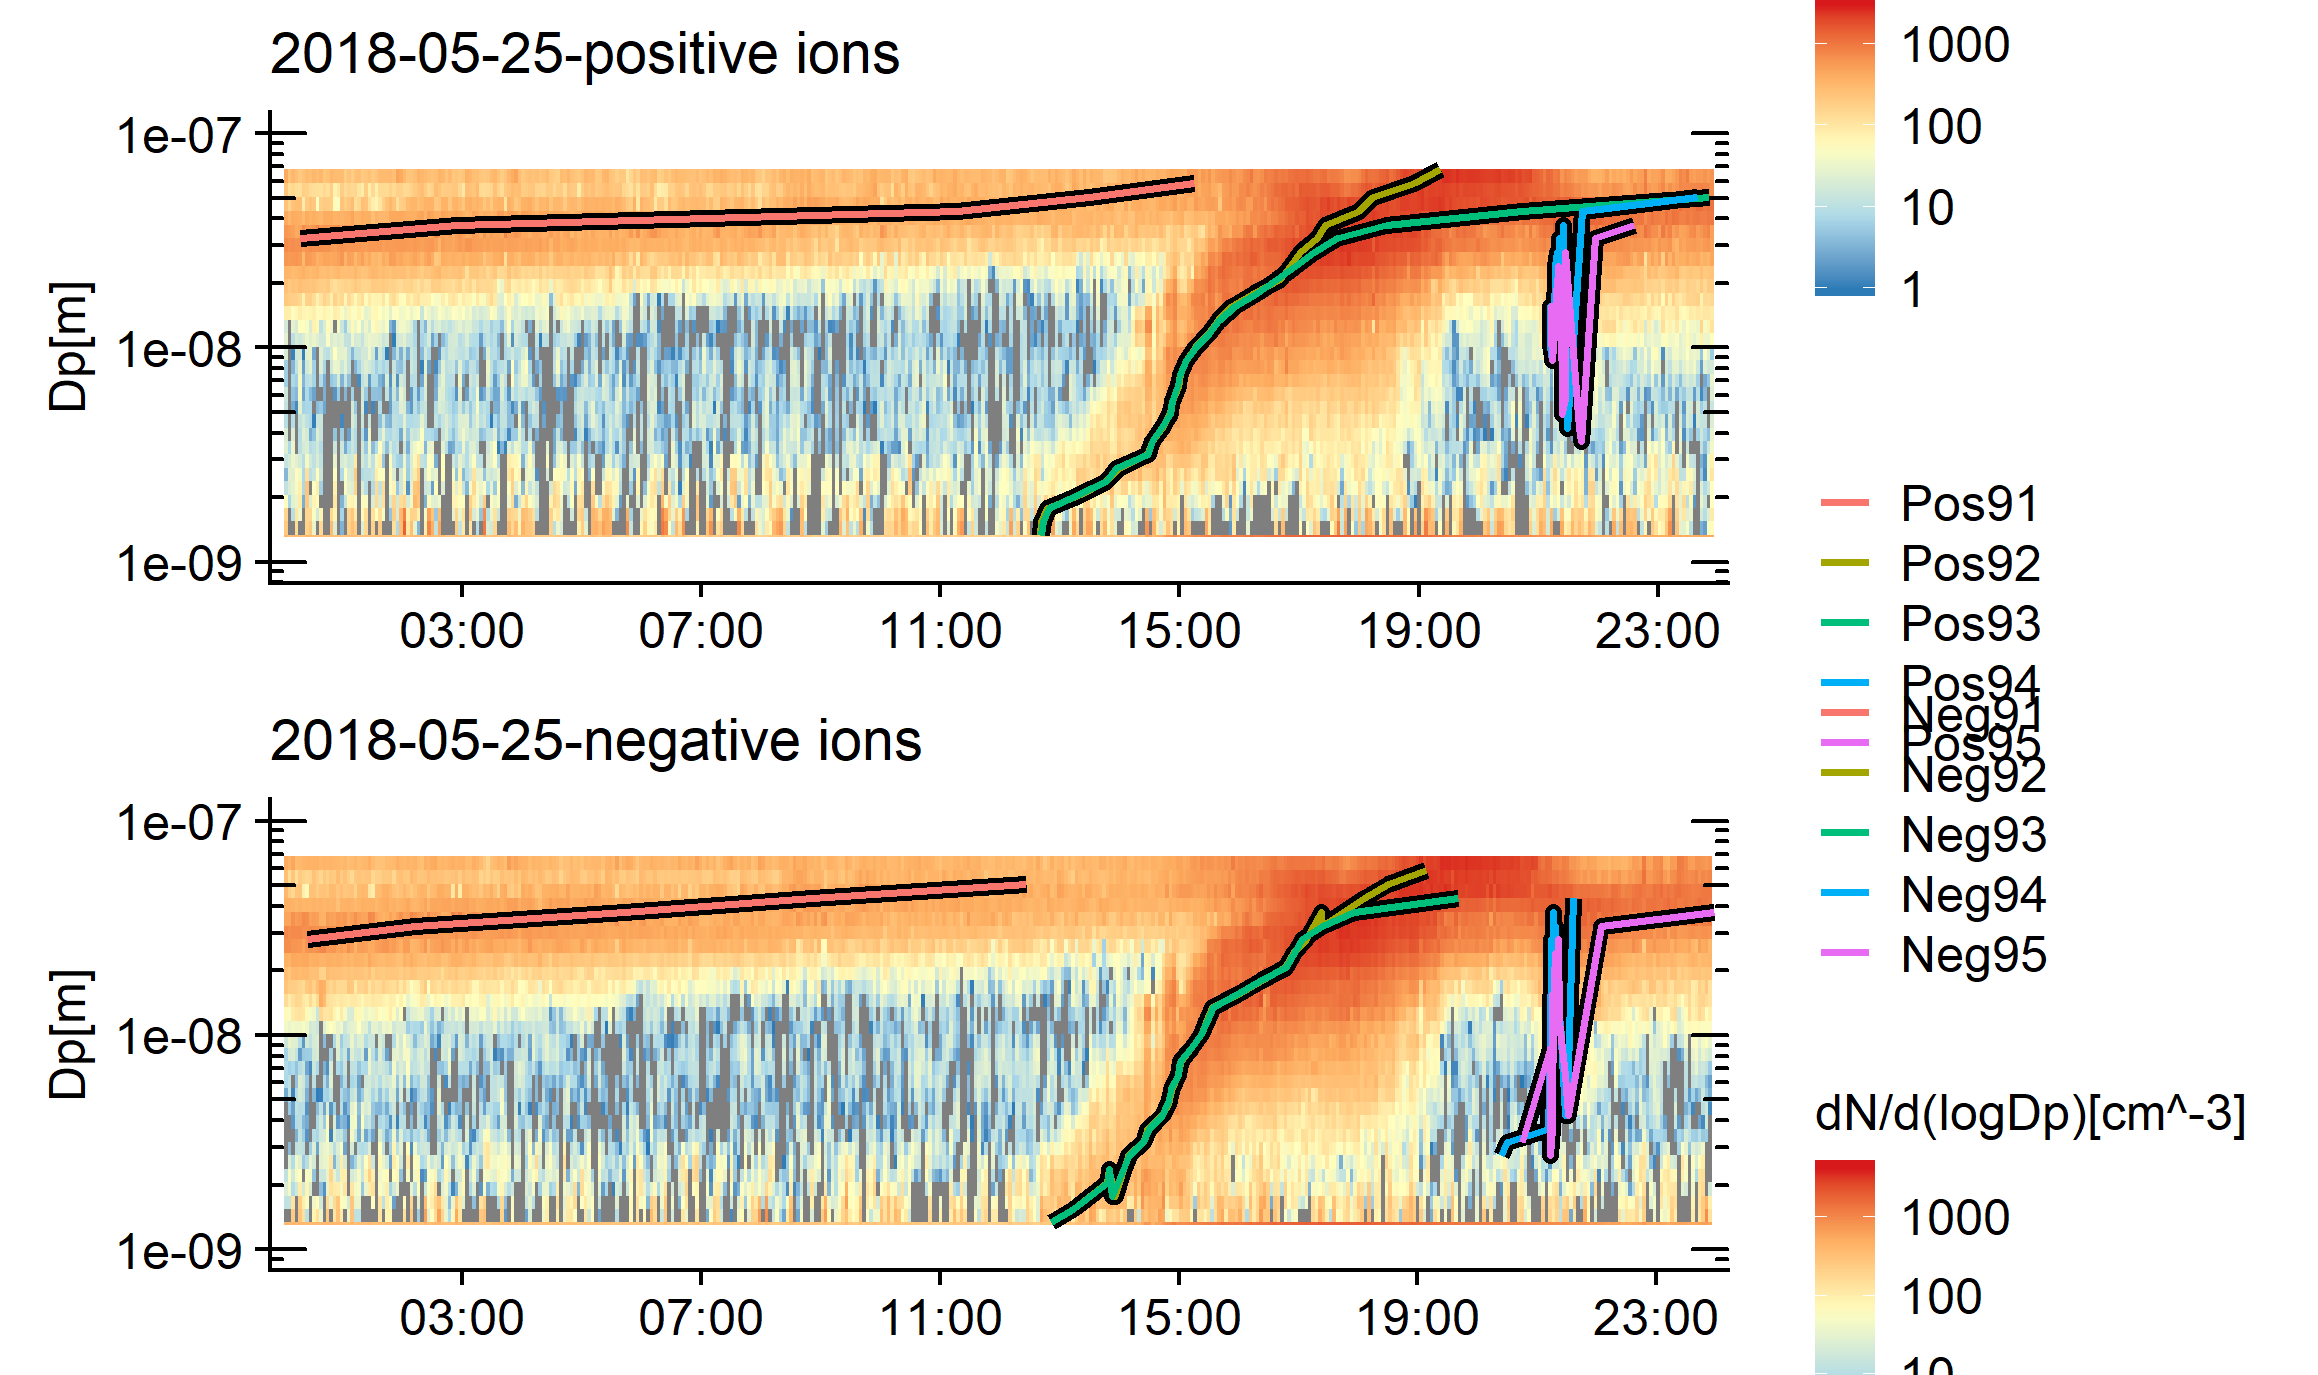 2018-05-25-positive ions
1e-07
1e-08
1e-09
Dp[m]
03:00
07:00
11:00
15:00
19:00
23:00
1000
100
10
1
Pos91
Pos92
Pos93
Pos94
Neg91
Pos95
Neg92
Neg93
Neg94
Neg95
2018-05-25-negative ions
1e-07
1e-08
1e-09
Dp[m]
03:00
07:00
11:00
15:00
19:00
23:00
dN/d(logDp)[cm^-3]
1000
100
10